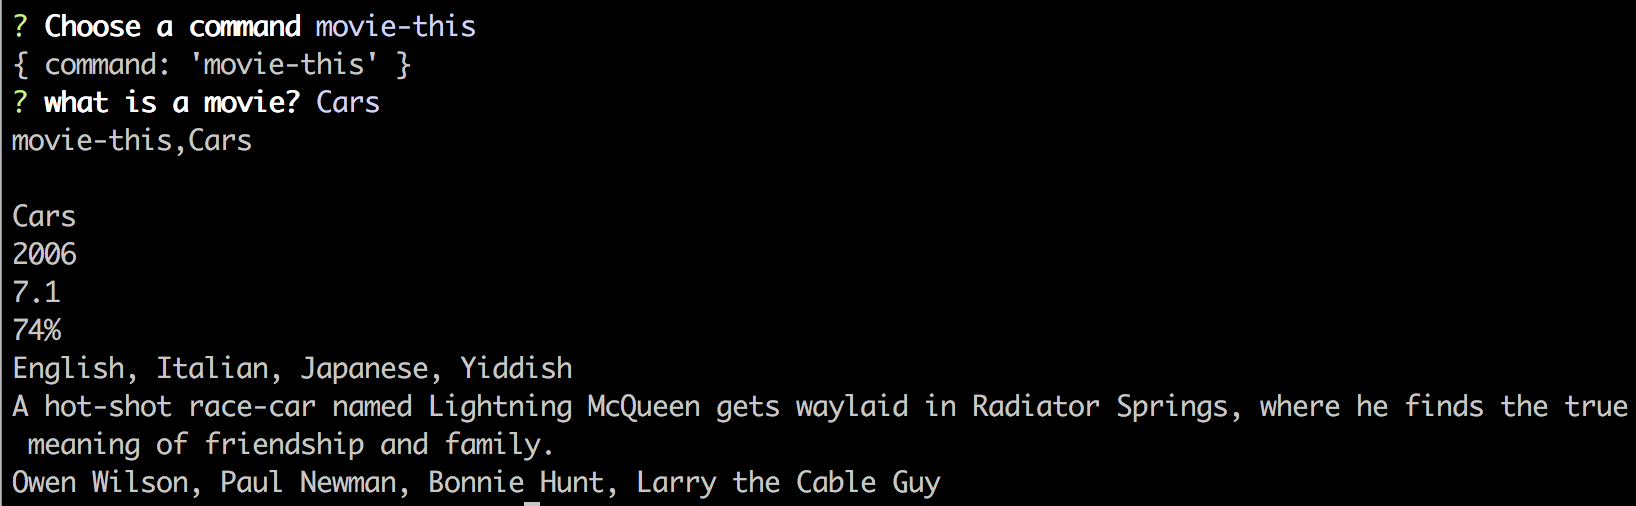 ? Choose a command movie-this
{ command: 'movie-this' }
? what is a movie? Cars
movie-this,Cars

Cars
2006
7.1
74%
English, Italian, Japanese, Yiddish
A hot-shot race-car named Lightning McQueen gets waylaid in Radiator Springs, where he finds the true
meaning of friendship and family.
Owen Wilson, Paul Newman, Bonnie Hunt, Larry the Cable Guy